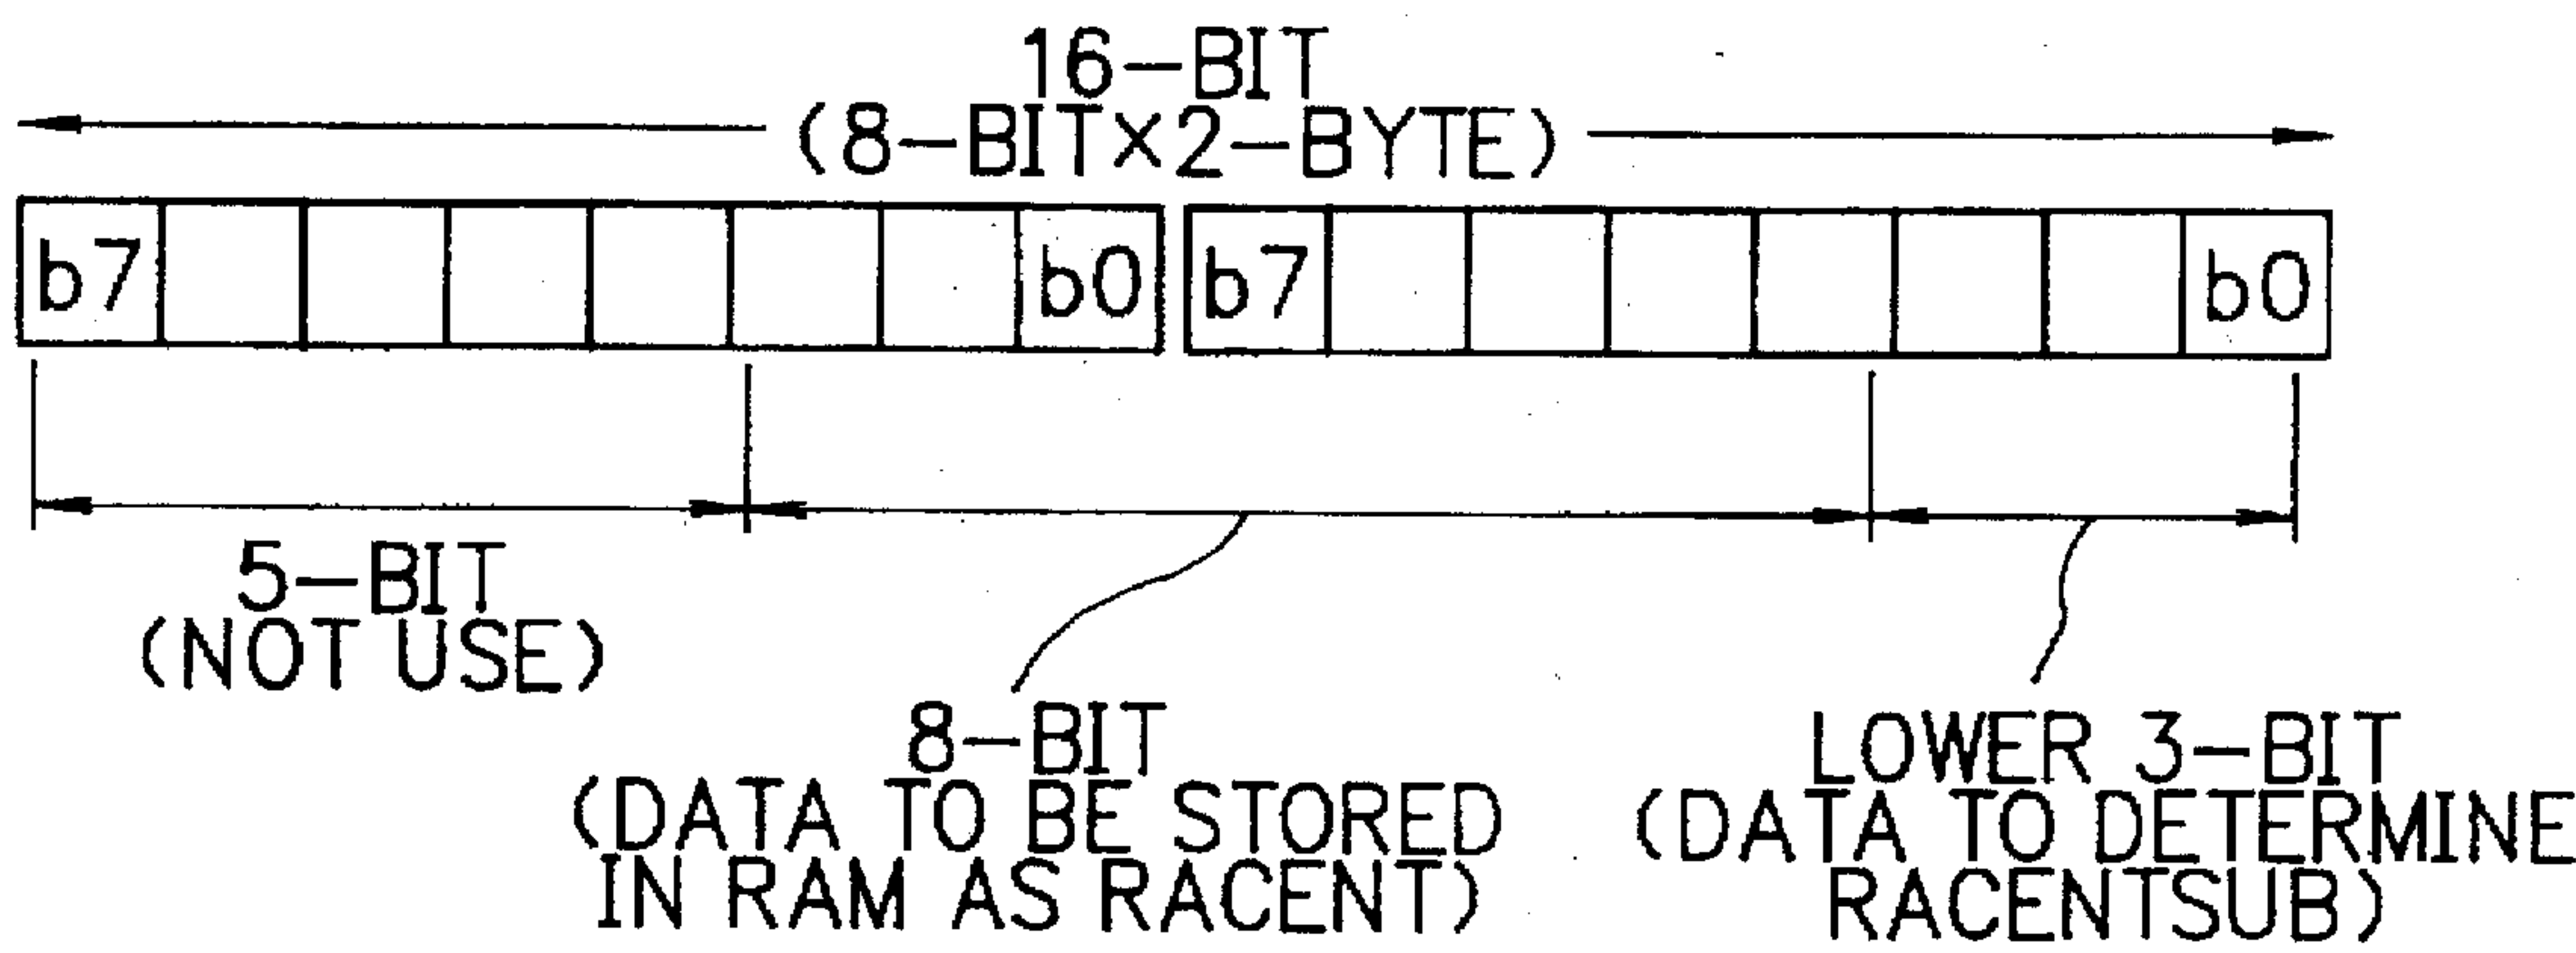 16-BIT
(8-BIT×2-BYTE)
b7 b0 b7 b0
5-BIT
(NOT USE)
8-BIT
(DATA TO BE STORED
IN RAM AS RACENT)
LOWER 3-BIT
(DATA TO DETERMINE
RACENTSUB)